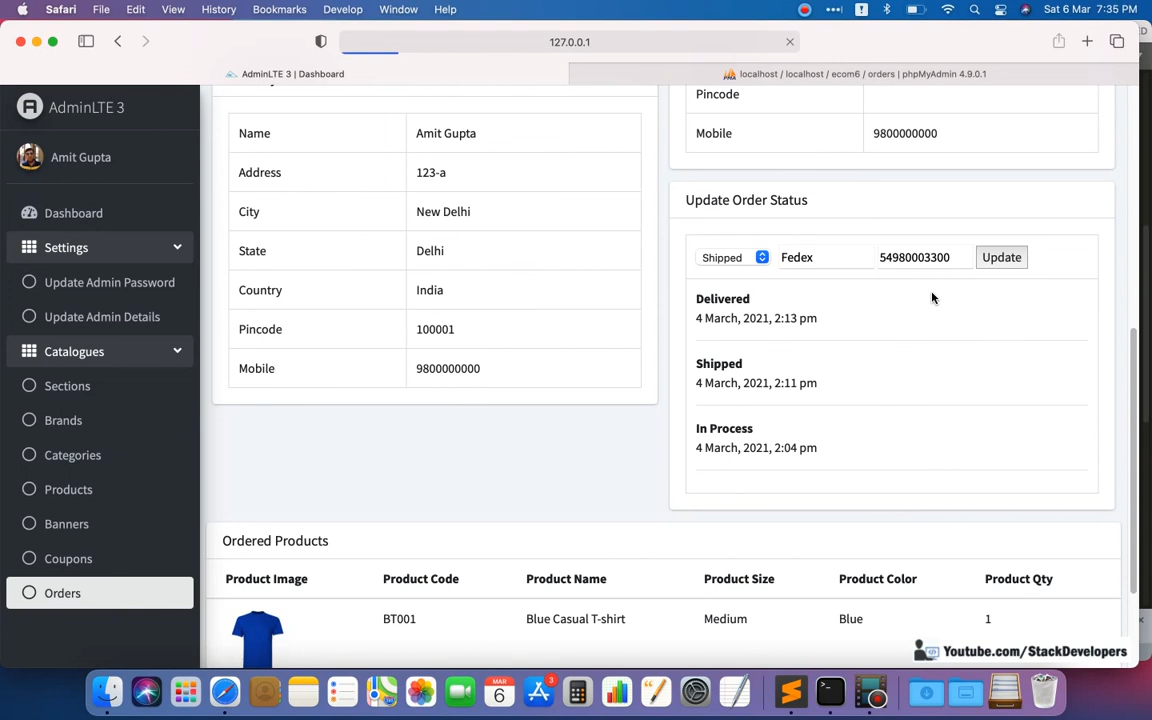 Safari File Edit View History Bookmarks Develop Window Help Sat 6 Mar 7:35 PM
127.0.0.1
AdminLTE 3 | Dashboard
localhost / localhost / ecom6 / orders | phpMyAdmin 4.9.0.1
AdminLTE 3
Amit Gupta
Dashboard
Settings
Update Admin Password
Update Admin Details
Catalogues
Sections
Brands
Categories
Products
Banners
Coupons
Orders
Name Amit Gupta
Address 123-a
City New Delhi
State Delhi
Country India
Pincode 100001
Mobile 9800000000
Pincode
Mobile 9800000000
Update Order Status
Shipped Fedex 54980003300 Update
Delivered
4 March, 2021, 2:13 pm
Shipped
4 March, 2021, 2:11 pm
In Process
4 March, 2021, 2:04 pm
Ordered Products
Product Image Product Code Product Name Product Size Product Color Product Qty
BT001 Blue Casual T-shirt Medium Blue 1
Youtube.com/StackDevelopers
MAR
6
3